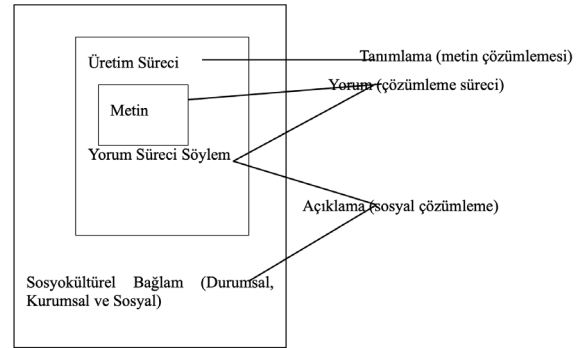 Üretim Süreci
Tanımlama (metin çözümlemesi)
Yorum (çözümleme süreci)
Metin
Yorum Süreci Söylem
Açıklama (sosyal çözümleme)
Sosyokültürel Bağlam (Durumsal,
Kurumsal ve Sosyal)